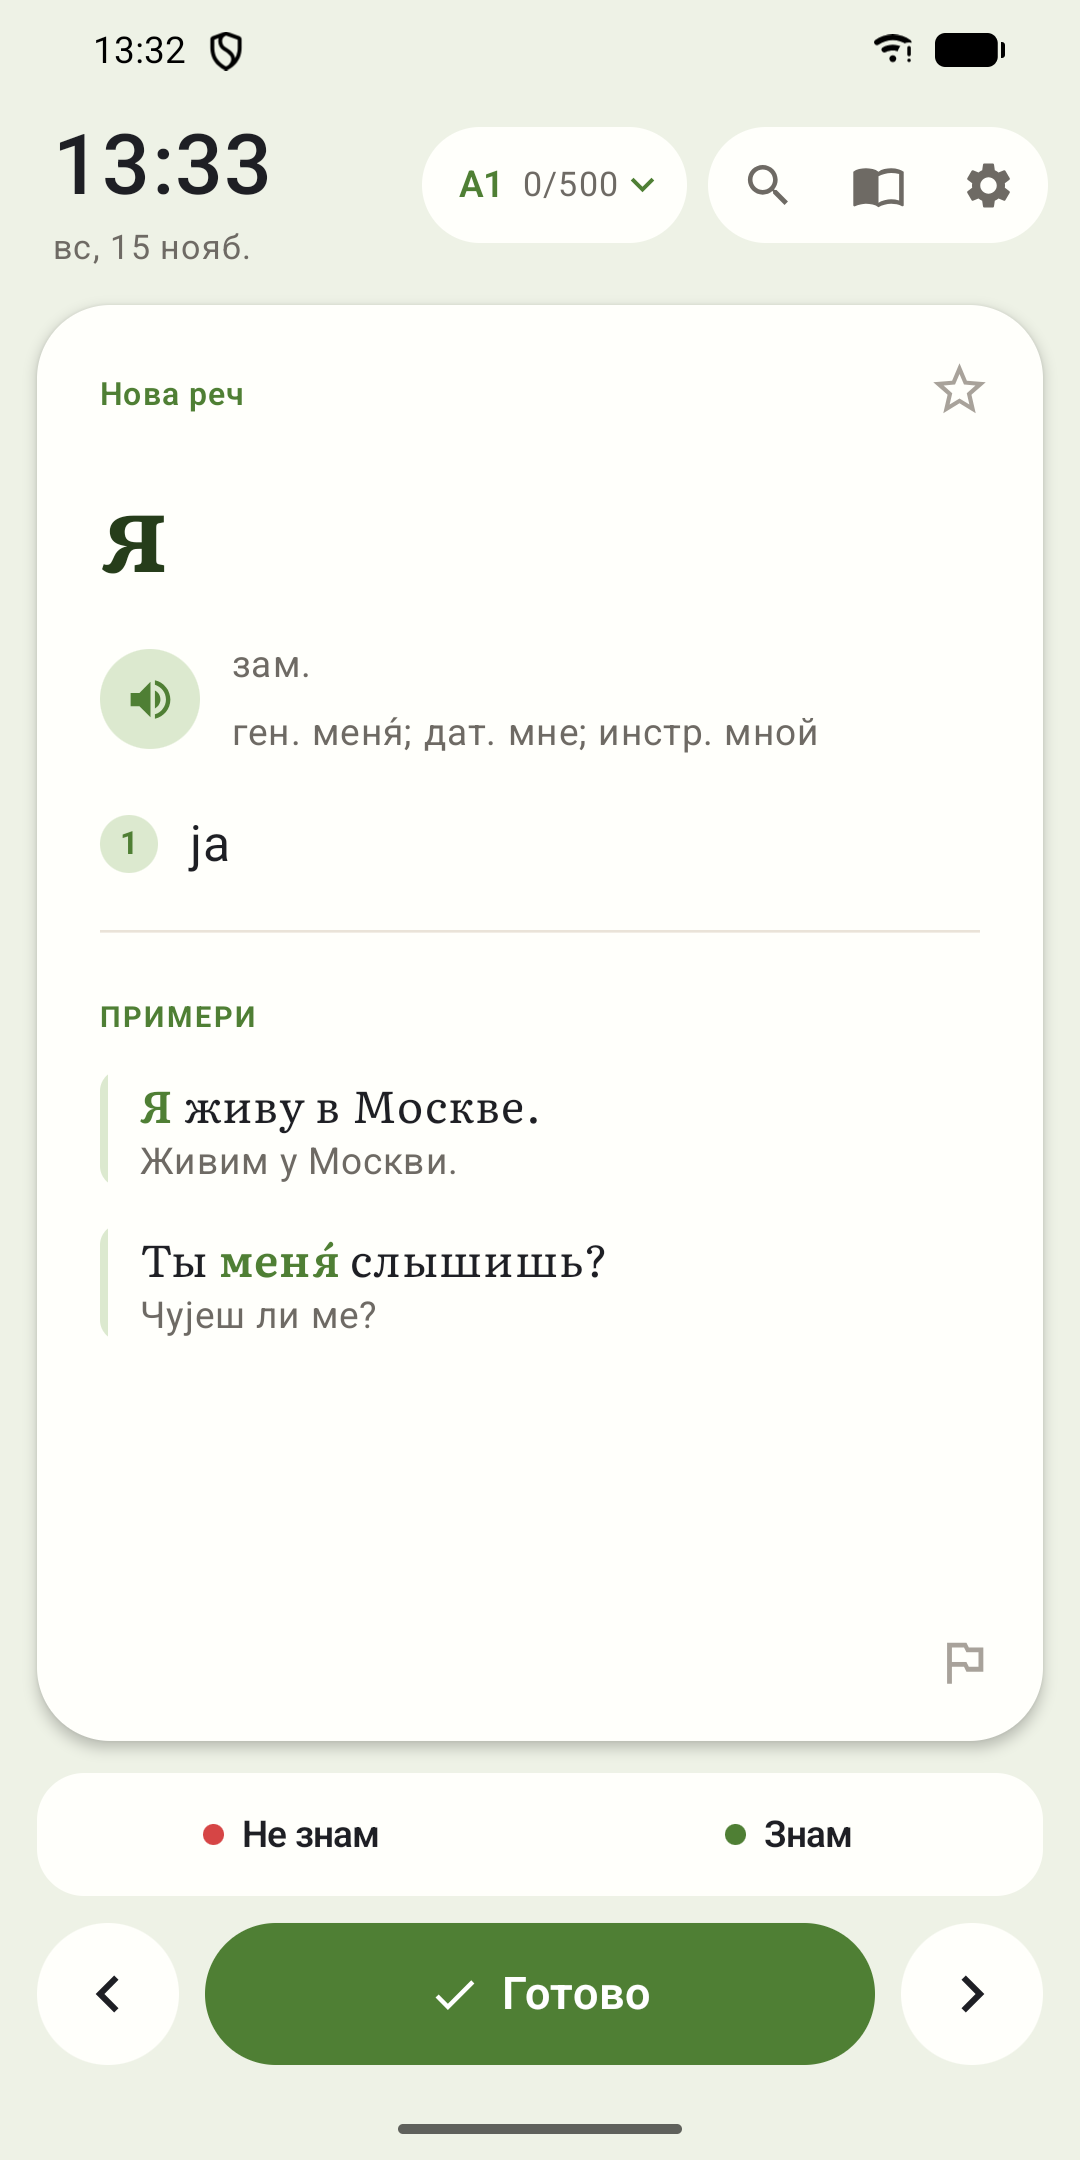 13:32
13:33
вс, 15 нояб.
A1 0/500
Нова реч
я
зам.
ген. меня́; дат. мне; инстр. мной
1 ја
ПРИМЕРИ
Я живу в Москве.
Живим у Москви.
Ты меня́ слышишь?
Чујеш ли ме?
Не знам
Знам
Готово